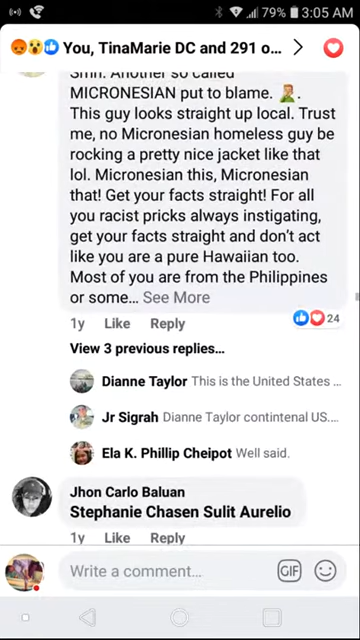 79% 3:05 AM
You, TinaMarie DC and 291 o...
Smh. Another so called
MICRONESIAN put to blame. 🤦.
This guy looks straight up local. Trust
me, no Micronesian homeless guy be
rocking a pretty nice jacket like that
lol. Micronesian this, Micronesian
that! Get your facts straight! For all
you racist pricks always instigating,
get your facts straight and don't act
like you are a pure Hawaiian too.
Most of you are from the Philippines
or some... See More
1y Like Reply 24
View 3 previous replies...
Dianne Taylor This is the United States ...
Jr Sigrah Dianne Taylor contintenal US....
Ela K. Phillip Cheipot Well said.
Jhon Carlo Baluan
Stephanie Chasen Sulit Aurelio
1y Like Reply
Write a comment...
GIF